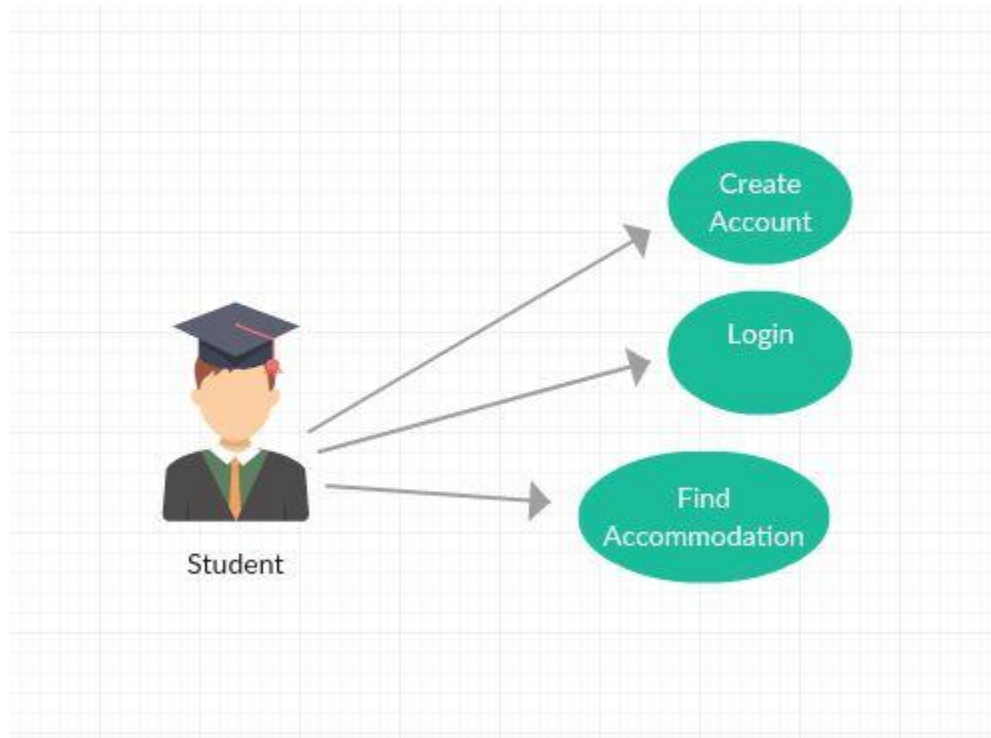 Create
Account
Login
Find
Accommodation
Student